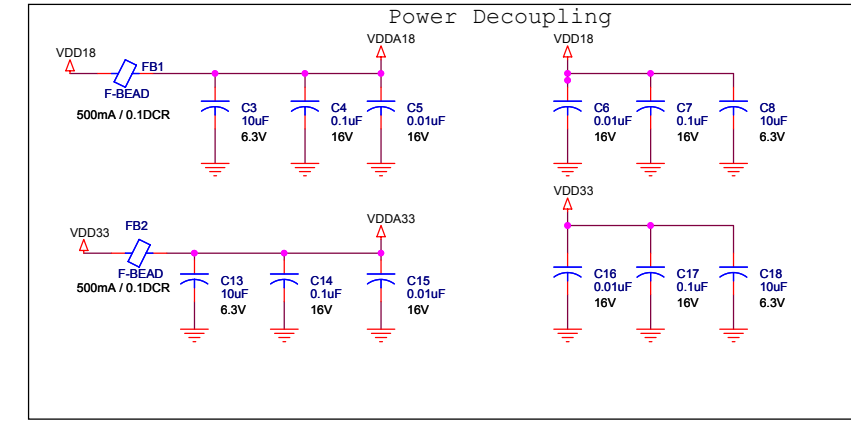 Power Decoupling
VDD18
FB1
F-BEAD
500mA / 0.1DCR
VDDA18
C3
10uF
6.3V
C4
0.1uF
16V
C5
0.01uF
16V
VDD18
C6
0.01uF
16V
C7
0.1uF
16V
C8
10uF
6.3V
VDD33
FB2
F-BEAD
500mA / 0.1DCR
VDDA33
C13
10uF
6.3V
C14
0.1uF
16V
C15
0.01uF
16V
VDD33
C16
0.01uF
16V
C17
0.1uF
16V
C18
10uF
6.3V